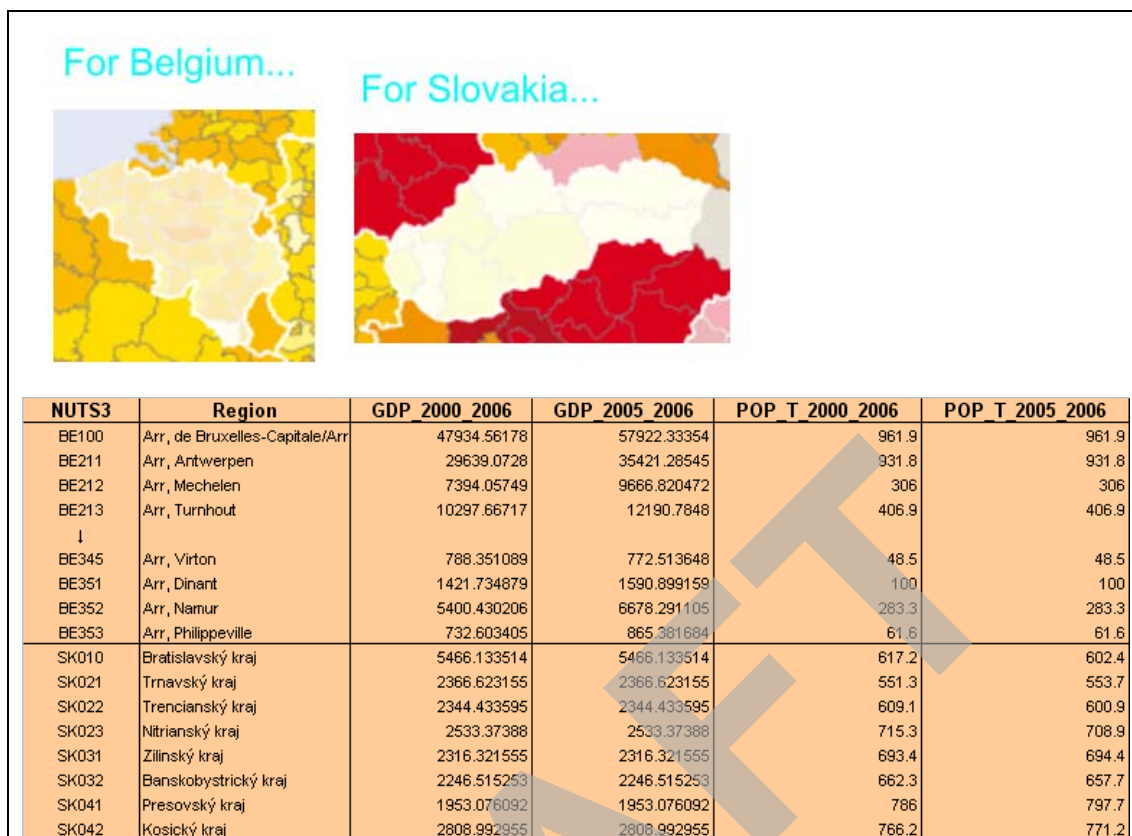 For Belgium...
For Slovakia...
NUTS3 Region GDP_2000_2006 GDP_2005_2006 POP_T_2000_2006 POP_T_2005_2006
BE100 Arr, de Bruxelles-Capitale/Arr 47934.56178 57922.33354 961.9 961.9
BE211 Arr, Antwerpen 29639.0728 35421.28545 931.8 931.8
BE212 Arr, Mechelen 7394.05749 9666.820472 306 306
BE213 Arr, Turnhout 10297.66717 12190.7848 406.9 406.9
↓
BE345 Arr, Virton 788.351089 772.513648 48.5 48.5
BE351 Arr, Dinant 1421.734879 1590.899159 100 100
BE352 Arr, Namur 5400.430206 6678.291105 283.3 283.3
BE353 Arr, Philippeville 732.603405 865.381684 61.6 61.6
SK010 Bratislavský kraj 5466.133514 5466.133514 617.2 602.4
SK021 Trnavský kraj 2366.623155 2366.623155 551.3 553.7
SK022 Trencianský kraj 2344.433595 2344.433595 609.1 600.9
SK023 Nitrianský kraj 2533.37388 2533.37388 715.3 708.9
SK031 Zilinský kraj 2316.321555 2316.321555 693.4 694.4
SK032 Banskobystrický kraj 2246.515253 2246.515253 662.3 657.7
SK041 Presovský kraj 1953.076092 1953.076092 786 797.7
SK042 Kosický kraj 2808.992955 2808.992955 766.2 771.2
AFT